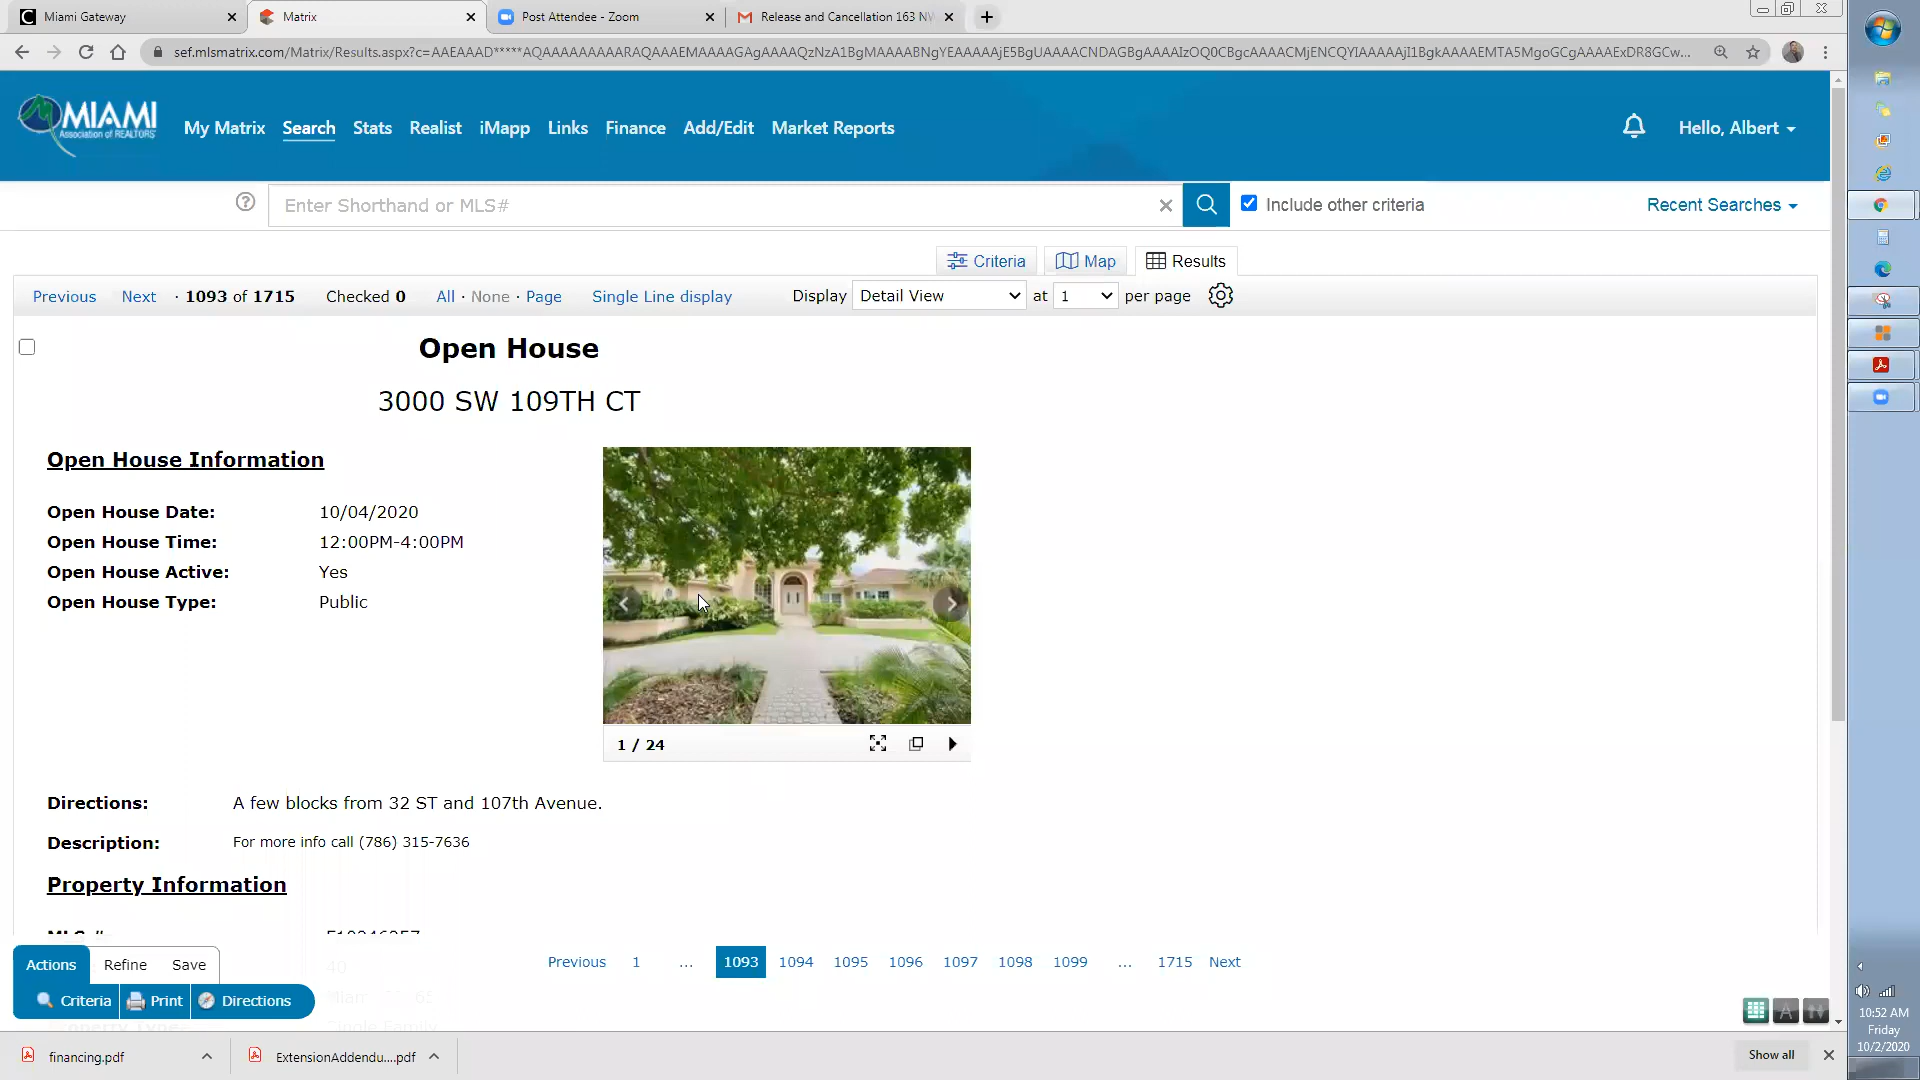 Miami Gateway
Matrix
Post Attendee - Zoom
Release and Cancellation 163 NW
sef.mlsmatrix.com/Matrix/Results.aspx?c=AAEAAAD*****AQAAAAAAAAARAQAAAEMAAAAGAgAAAAQzNzA1BgMAAAABNgYEAAAAAjE5BgUAAAACNDAGBgAAAAIzOQ0CBgcAAAACMjENCQYIAAAAAjI1BgkAAAAEMTA5MgoGCgAAAAExDR8GCw...
MIAMI
Association of REALTORS®
My Matrix Search Stats Realist iMapp Links Finance Add/Edit Market Reports
Hello, Albert
Enter Shorthand or MLS#
Include other criteria
Recent Searches
Criteria Map Results
Previous Next · 1093 of 1715 Checked 0 All · None · Page Single Line display Display Detail View at 1 per page
Open House
3000 SW 109TH CT
Open House Information
Open House Date: 10/04/2020
Open House Time: 12:00PM-4:00PM
Open House Active: Yes
Open House Type: Public
1 / 24
Directions: A few blocks from 32 ST and 107th Avenue.
Description: For more info call (786) 315-7636
Property Information
Actions Refine Save
Previous 1 ... 1093 1094 1095 1096 1097 1098 1099 ... 1715 Next
Criteria Print Directions
Single Family
financing.pdf
ExtensionAddendu....pdf
Show all
10:52 AM
Friday
10/2/2020